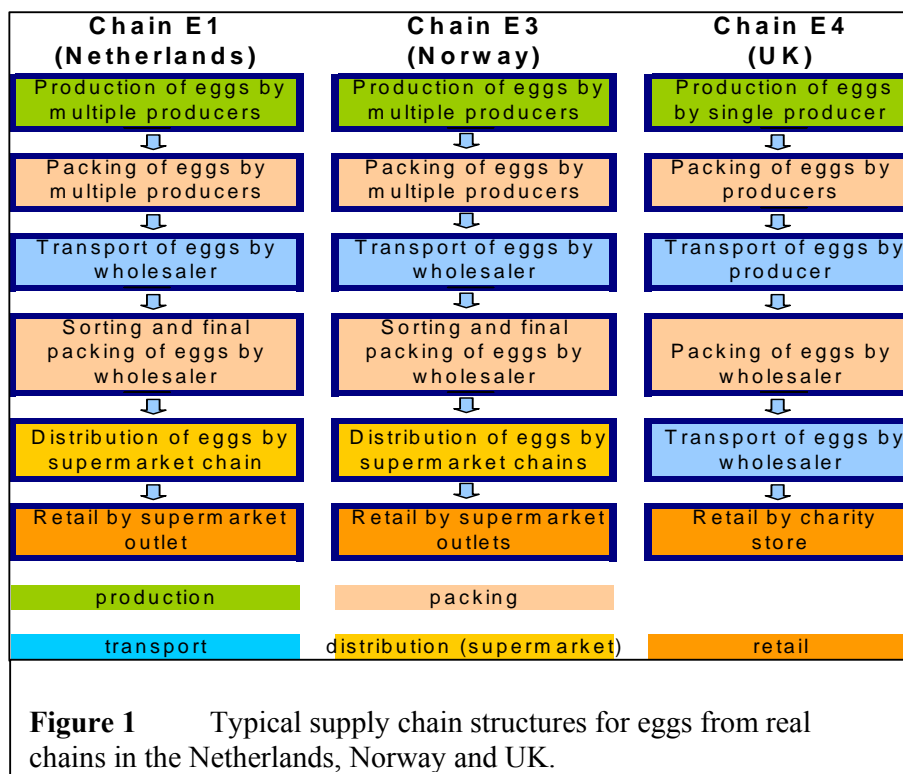 Chain E1
(Netherlands)
Chain E3
(Norway)
Chain E4
(UK)
Production of eggs by
multiple producers
Production of eggs by
multiple producers
Production of eggs
by single producer
Packing of eggs by
multiple producers
Packing of eggs by
multiple producers
Packing of eggs by
producers
Transport of eggs by
wholesaler
Transport of eggs by
wholesaler
Transport of eggs by
producer
Sorting and final
packing of eggs by
wholesaler
Sorting and final
packing of eggs by
wholesaler
Packing of eggs by
wholesaler
Distribution of eggs by
supermarket chain
Distribution of eggs by
supermarket chains
Transport of eggs by
wholesaler
Retail by supermarket
outlet
Retail by supermarket
outlets
Retail by charity
store
production
packing
transport
distribution (supermarket)
retail
Figure 1 Typical supply chain structures for eggs from real
chains in the Netherlands, Norway and UK.